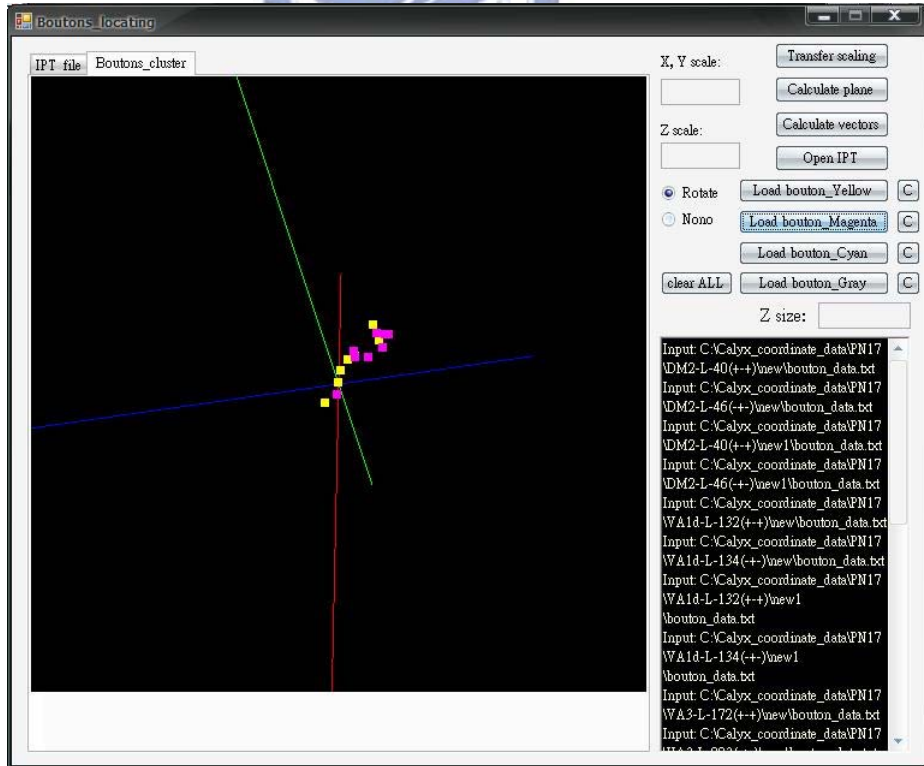 Boutons_locating
IPT file
Boutons_cluster
X, Y scale:
Transfer scaling
Calculate plane
Z scale:
Calculate vectors
Open IPT
Rotate
Load bouton_Yellow
C
Nono
Load bouton_Magenta
C
Load bouton_Cyan
C
clear ALL
Load bouton_Gray
C
Z size:
Input: C:\Calyx_coordinate_data\PN17
\DM2-L-40(+-+)\new\bouton_data.txt
Input: C:\Calyx_coordinate_data\PN17
\DM2-L-46(-+-)\new\bouton_data.txt
Input: C:\Calyx_coordinate_data\PN17
\DM2-L-40(+-+)\new1\bouton_data.txt
Input: C:\Calyx_coordinate_data\PN17
\DM2-L-46(-+-)\new1\bouton_data.txt
Input: C:\Calyx_coordinate_data\PN17
\VA1d-L-132(+-+)\new\bouton_data.txt
Input: C:\Calyx_coordinate_data\PN17
\VA1d-L-134(-+-)\new\bouton_data.txt
Input: C:\Calyx_coordinate_data\PN17
\VA1d-L-132(+-+)\new1
\bouton_data.txt
Input: C:\Calyx_coordinate_data\PN17
\VA1d-L-134(-+-)\new1
\bouton_data.txt
Input: C:\Calyx_coordinate_data\PN17
\VA3-L-172(+-+)\new\bouton_data.txt
Input: C:\Calyx_coordinate_data\PN17